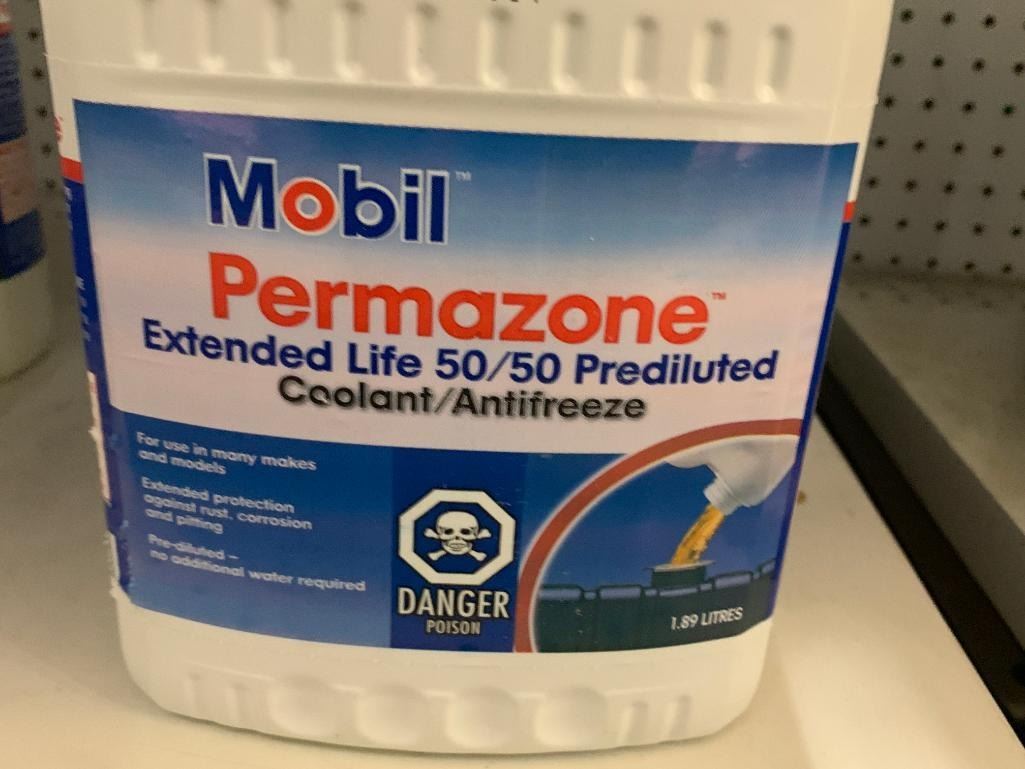 Mobil™
Permazone™
Extended Life 50/50 Prediluted
Coolant/Antifreeze
For use in many makes
and models
Extended protection
against rust, corrosion
and pitting
Pre-diluted –
no additional water required
DANGER
POISON
1.89 LITRES